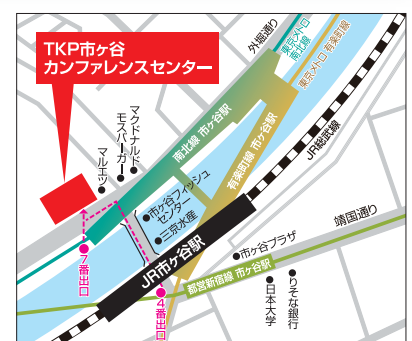 TKP市ヶ谷
カンファレンスセンター
外堀通り
東京メトロ
南北線
東京メトロ 有楽町線
マクドナルド
モスバーガー
マルエツ
南北線 市ヶ谷駅
有楽町線 市ヶ谷駅
JR総武線
市ヶ谷フィッシュ
センター
三京水産
靖国通り
JR市ヶ谷駅
市ヶ谷プラザ
都営新宿線 市ヶ谷駅
7番出口
4番出口
日本大学
りそな銀行